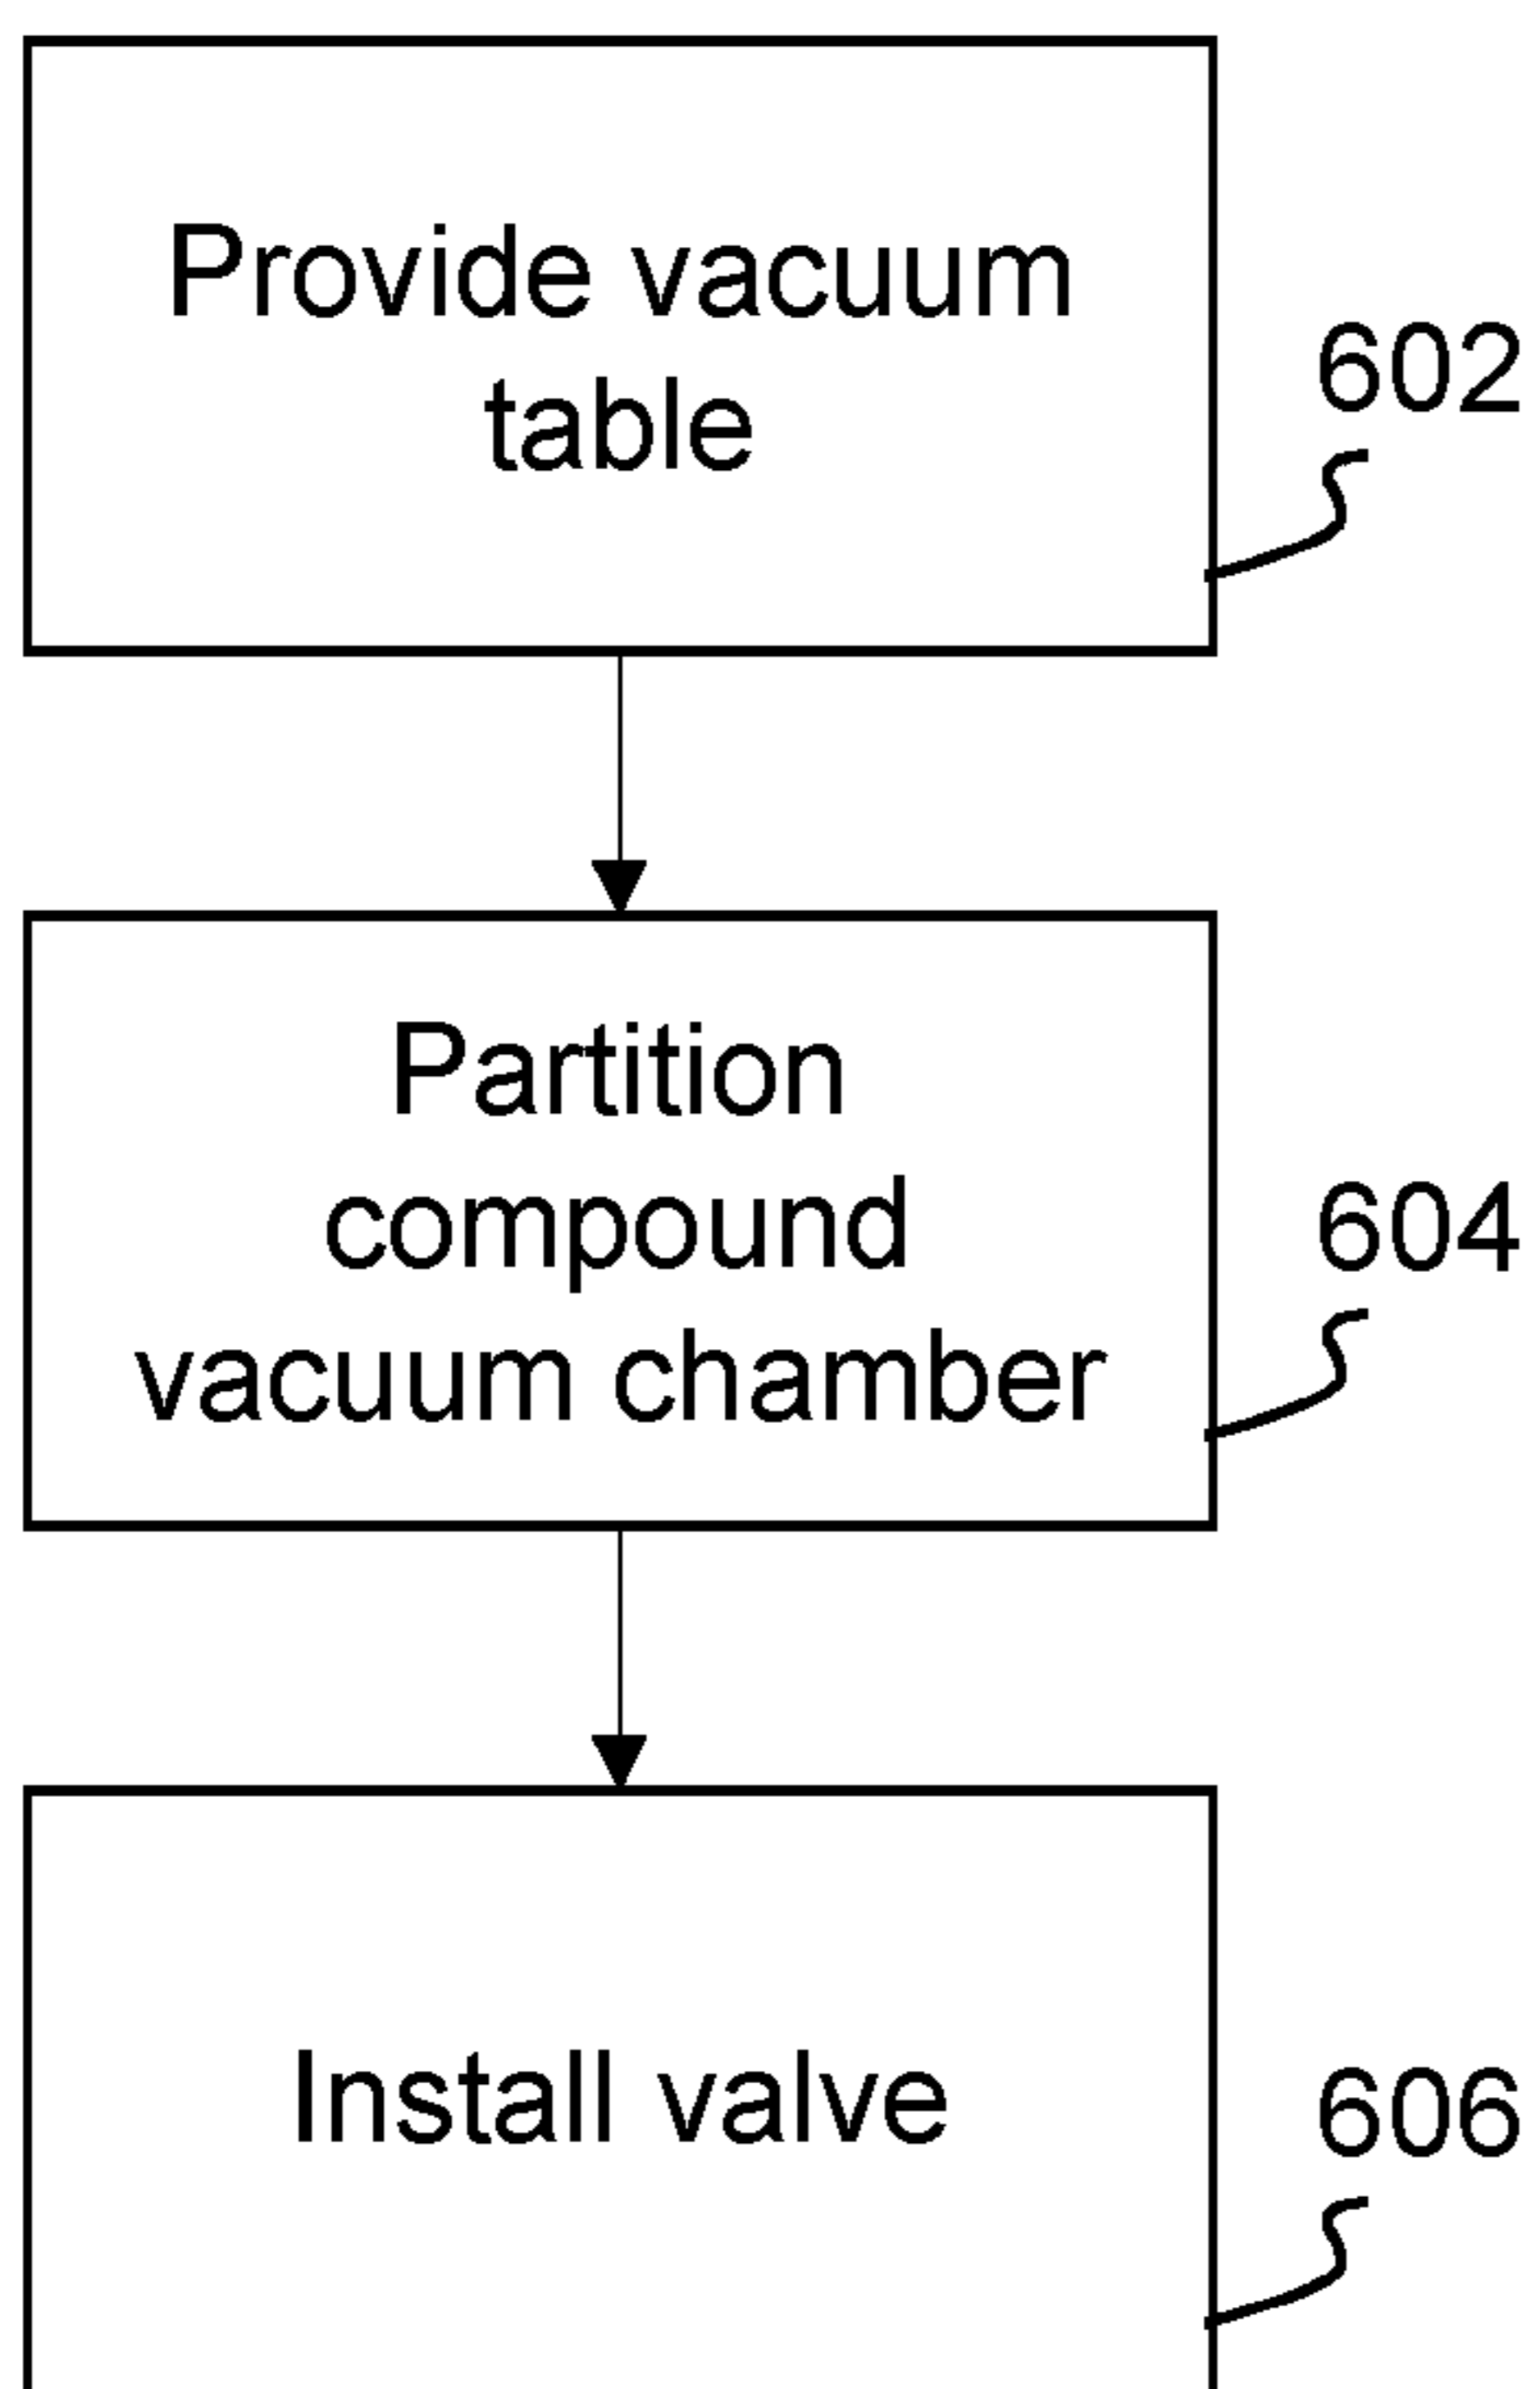 Provide vacuum
table
602
Partition
compound
vacuum chamber
604
Install valve
606